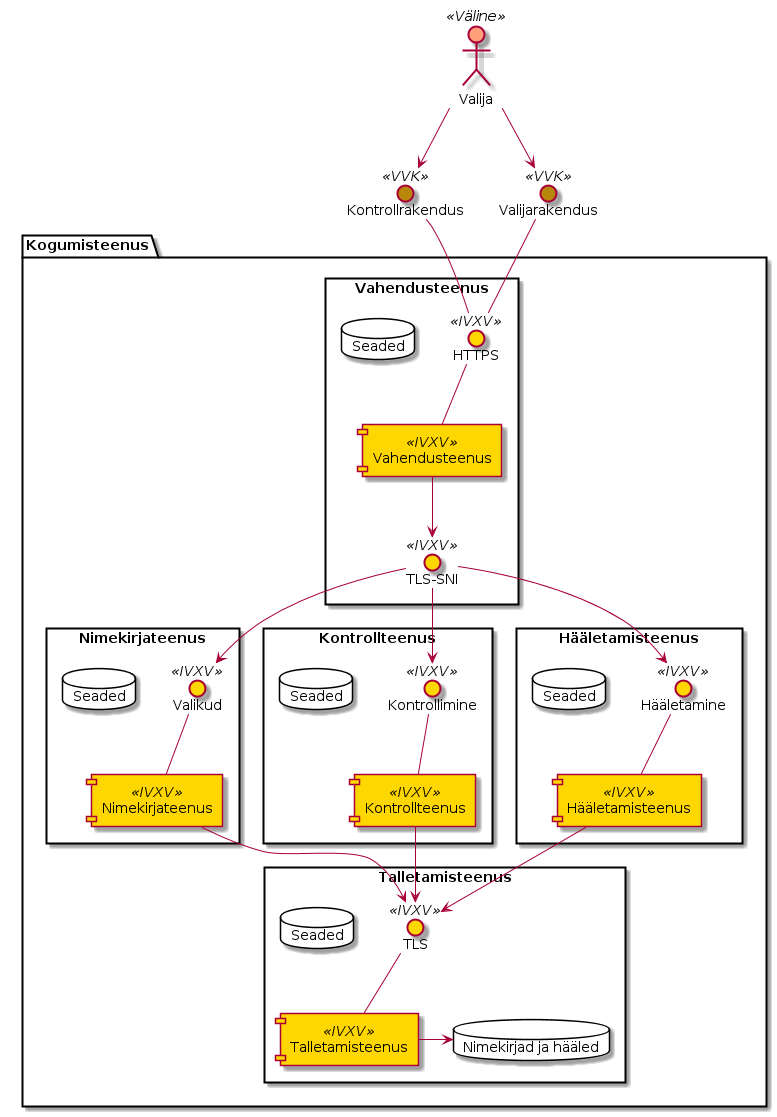 «Väline»
Valija
«VVK»
Kontrollrakendus
«VVK»
Valijarakendus
Kogumisteenus
Vahendusteenus
Seaded
«IVXV»
HTTPS
«IVXV»
Vahendusteenus
«IVXV»
TLS-SNI
Nimekirjateenus
Seaded
«IVXV»
Valikud
«IVXV»
Nimekirjateenus
Kontrollteenus
Seaded
«IVXV»
Kontrollimine
«IVXV»
Kontrollteenus
Hääletamisteenus
Seaded
«IVXV»
Hääletamine
«IVXV»
Hääletamisteenus
Talletamisteenus
Seaded
«IVXV»
TLS
«IVXV»
Talletamisteenus
Nimekirjad ja hääled